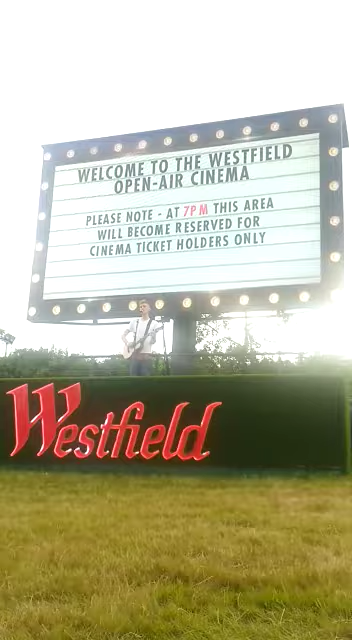 WELCOME TO THE WESTFIELD
OPEN-AIR CINEMA
PLEASE NOTE - AT 7PM THIS AREA
WILL BECOME RESERVED FOR
CINEMA TICKET HOLDERS ONLY
Westfield